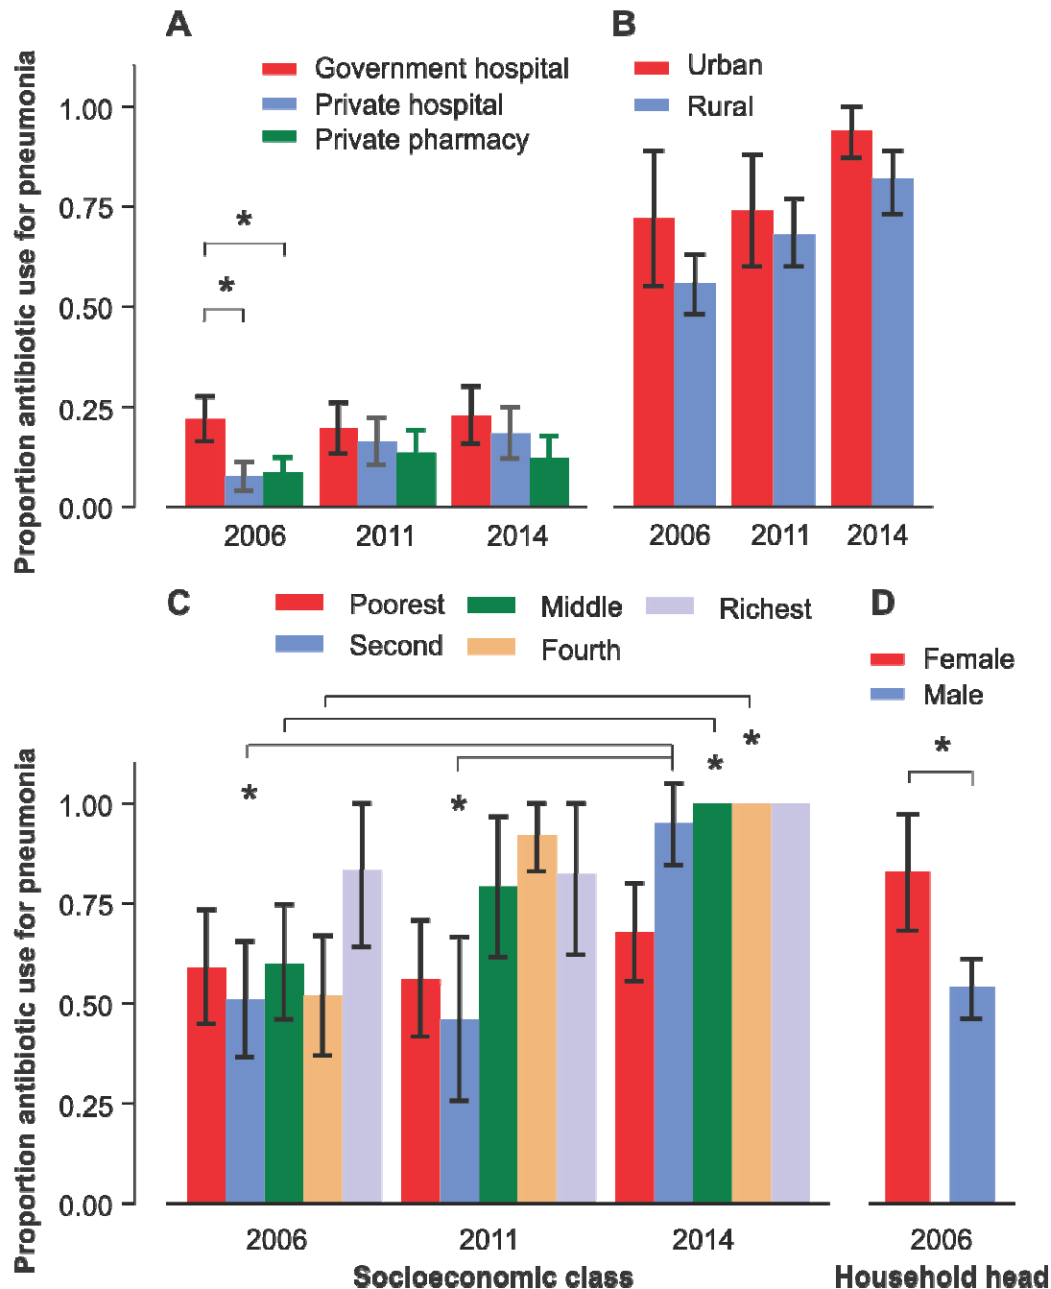 A
Government hospital
Private hospital
Private pharmacy
Proportion antibiotic use for pneumonia
1.00
0.75
0.50
0.25
0.00
*
*
2006
2011
2014
B
Urban
Rural
2006
2011
2014
C
Poorest
Middle
Richest
Second
Fourth
Proportion antibiotic use for pneumonia
1.00
0.75
0.50
0.25
0.00
*
*
*
*
2006
2011
2014
Socioeconomic class
D
Female
Male
*
2006
Household head